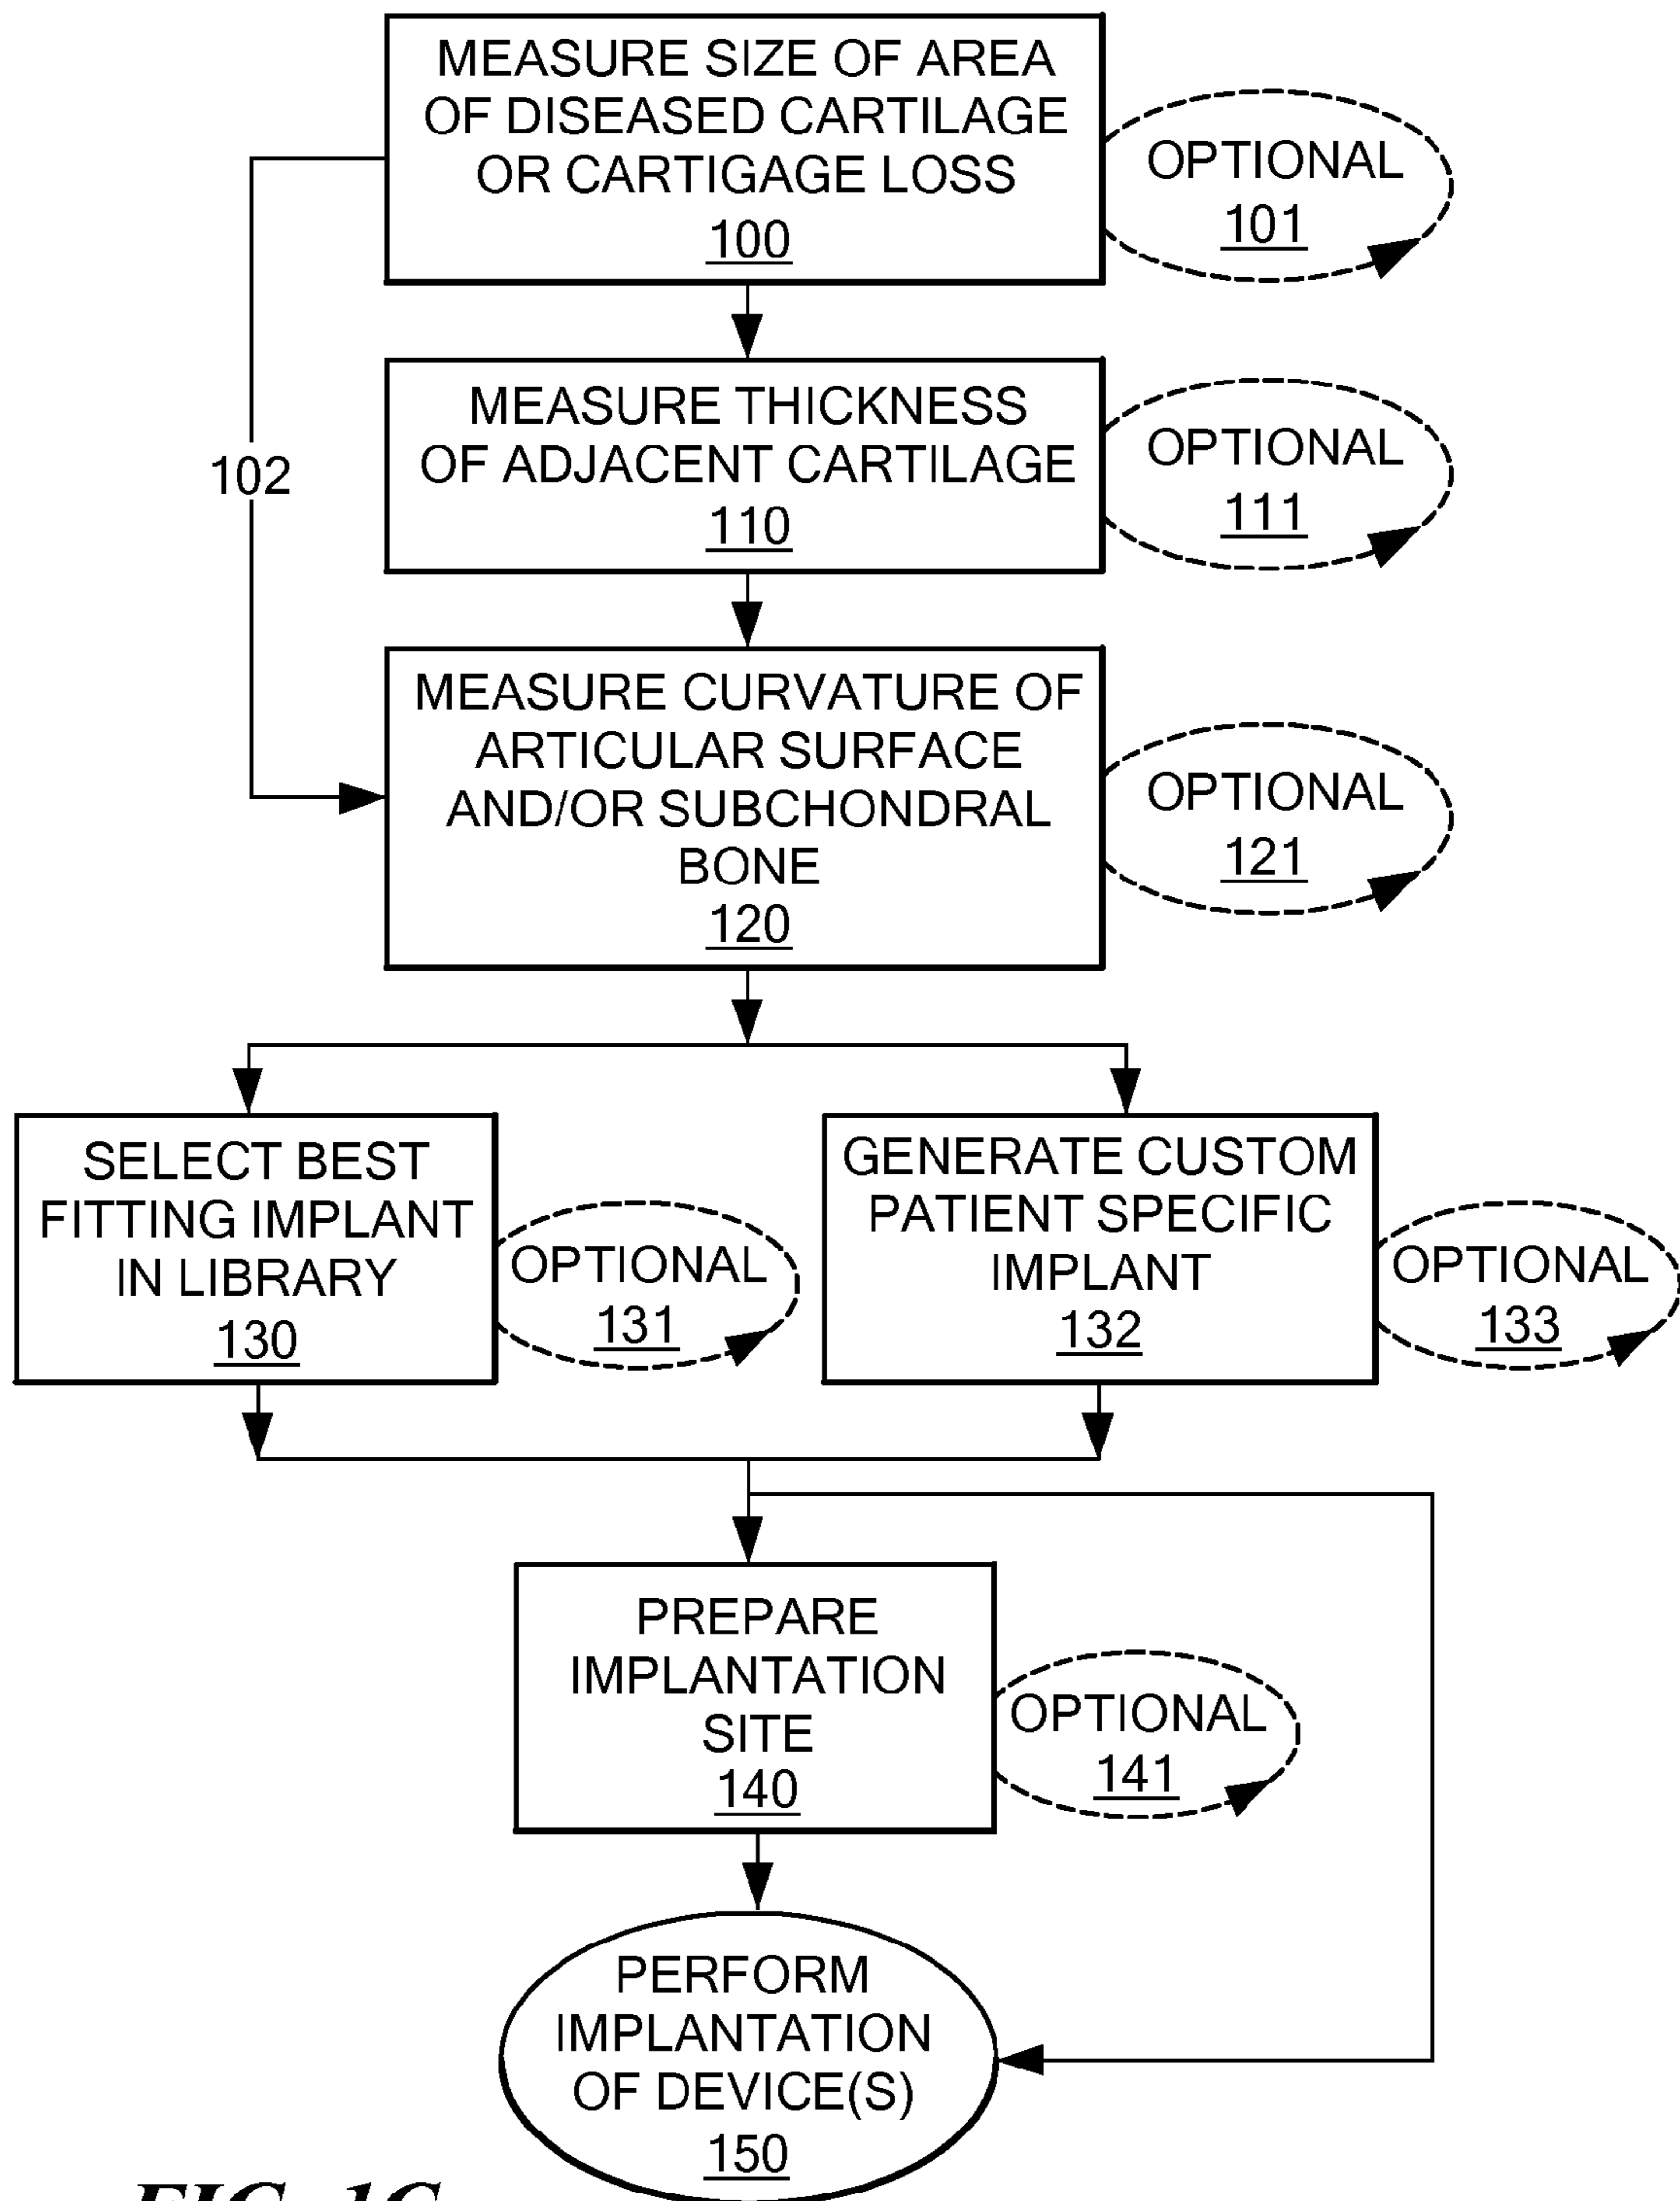 MEASURE SIZE OF AREA
OF DISEASED CARTILAGE
OR CARTIGAGE LOSS
100
OPTIONAL
101
102
MEASURE THICKNESS
OF ADJACENT CARTILAGE
110
OPTIONAL
111
MEASURE CURVATURE OF
ARTICULAR SURFACE
AND/OR SUBCHONDRAL
BONE
120
OPTIONAL
121
SELECT BEST
FITTING IMPLANT
IN LIBRARY
130
OPTIONAL
131
GENERATE CUSTOM
PATIENT SPECIFIC
IMPLANT
132
OPTIONAL
133
PREPARE
IMPLANTATION
SITE
140
OPTIONAL
141
PERFORM
IMPLANTATION
OF DEVICE(S)
150
FIG. 1C